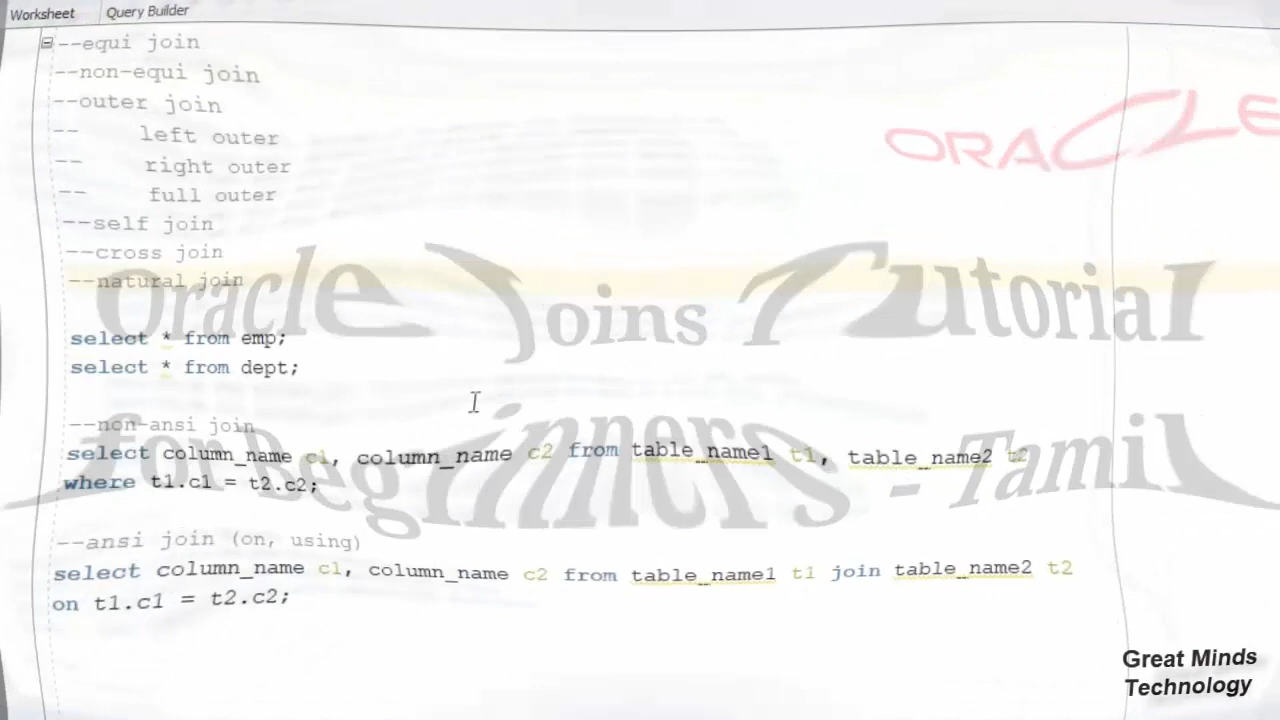 Worksheet Query Builder
--equi join
--non-equi join
--outer join
-- left outer
-- right outer
-- full outer
--self join
--cross join
--natural join
select * from emp;
select * from dept;
--non-ansi join
select column_name c1, column_name c2 from table_name1 t1, table_name2 t2
where t1.c1 = t2.c2;
--ansi join (on, using)
select column_name c1, column_name c2 from table_name1 t1 join table_name2 t2
on t1.c1 = t2.c2;
ORACLE
Oracle Joins Tutorial
for Beginners - Tamil
Great Minds
Technology